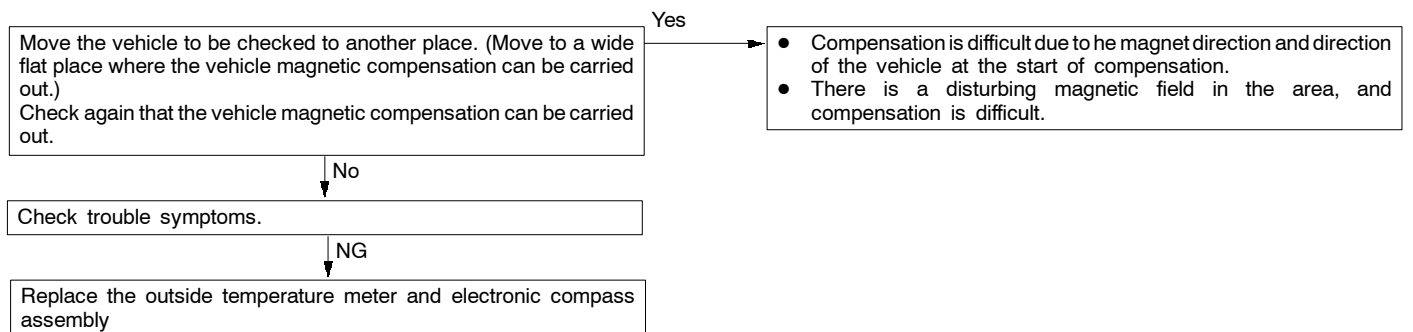 Yes
Move the vehicle to be checked to another place. (Move to a wide
flat place where the vehicle magnetic compensation can be carried
out.)
Check again that the vehicle magnetic compensation can be carried
out.
● Compensation is difficult due to he magnet direction and direction
of the vehicle at the start of compensation.
● There is a disturbing magnetic field in the area, and
compensation is difficult.
No
Check trouble symptoms.
NG
Replace the outside temperature meter and electronic compass
assembly